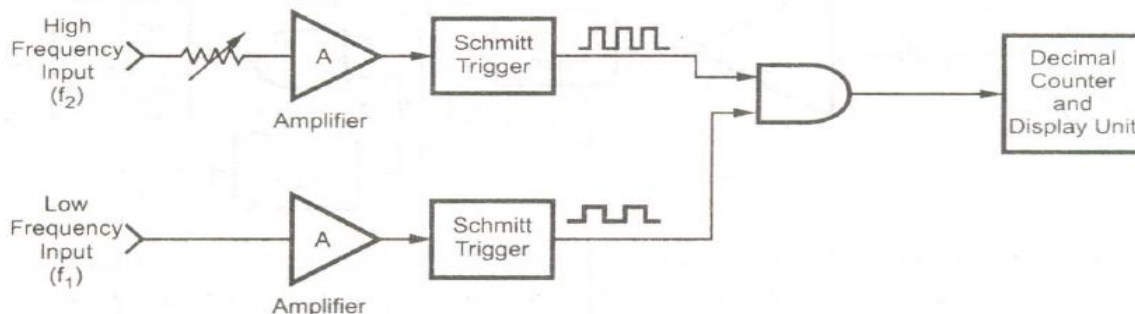 High
Frequency
Input
(f2)
A
Amplifier
Schmitt
Trigger
Decimal
Counter
and
Display Unit
Low
Frequency
Input
(f1)
A
Amplifier
Schmitt
Trigger